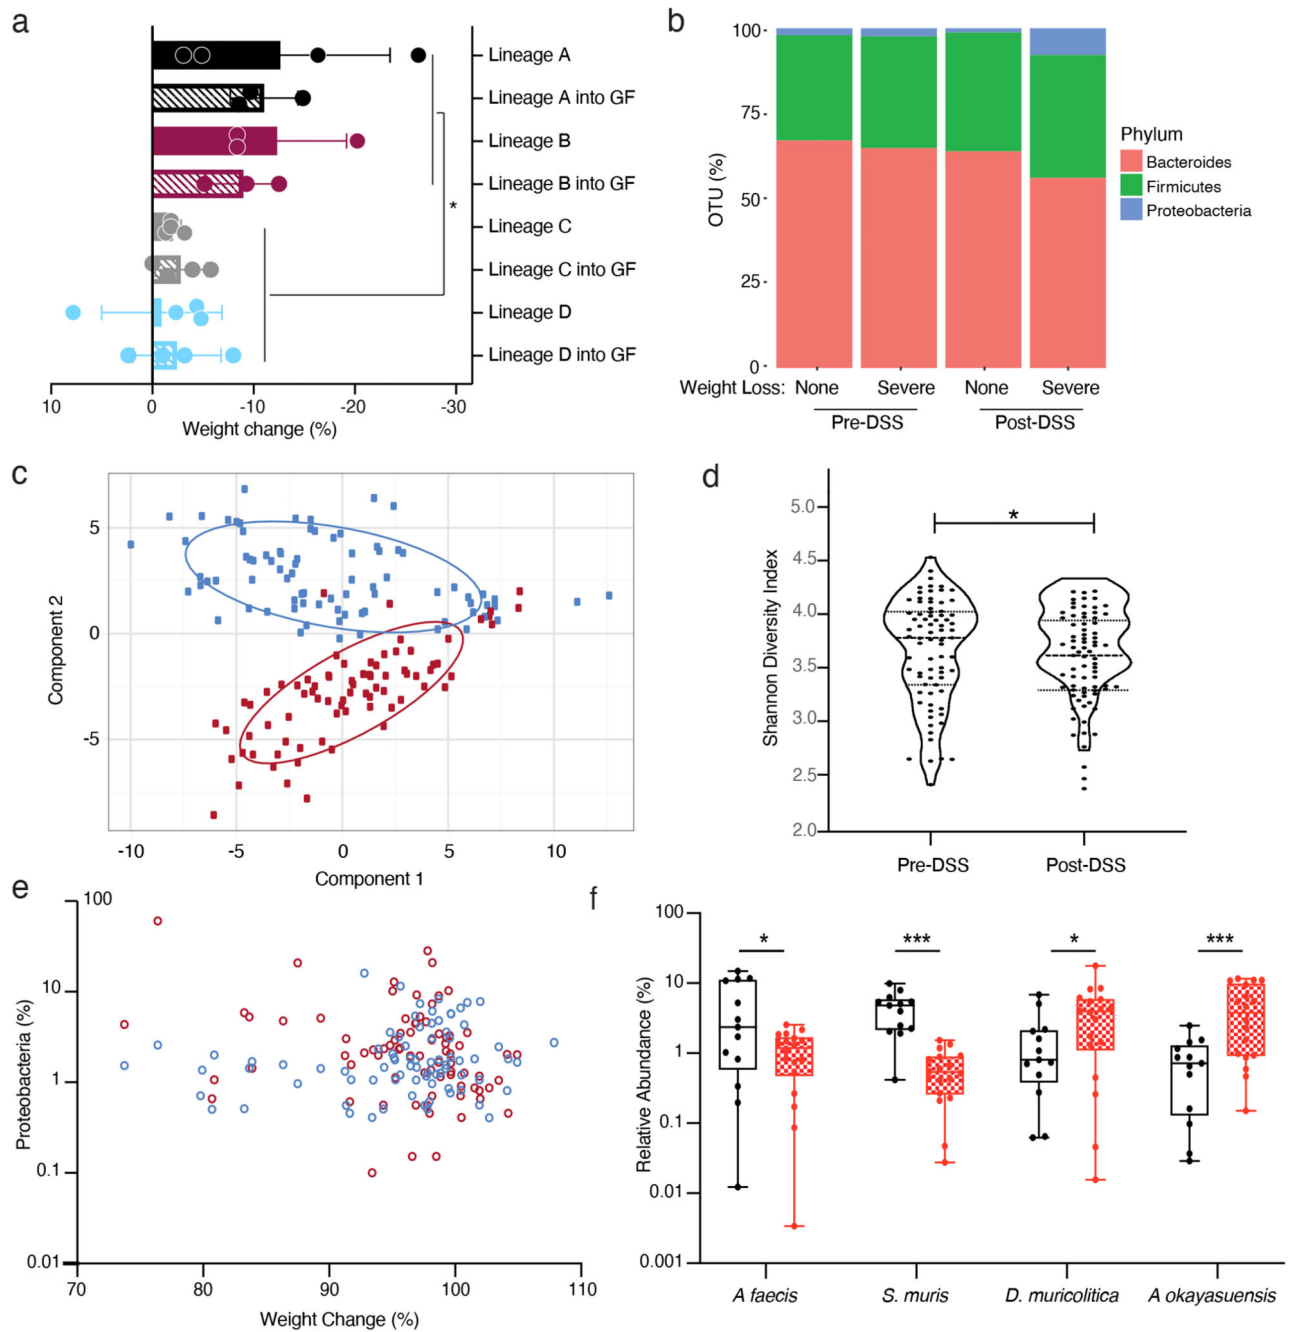 a
Lineage A
Lineage A into GF
Lineage B
Lineage B into GF
Lineage C
Lineage C into GF
Lineage D
Lineage D into GF
*
10 0 -10 -20 -30
Weight change (%)
b
100
75
50
25
0
OTU (%)
Phylum
Bacteroides
Firmicutes
Proteobacteria
Weight Loss: None Severe None Severe
Pre-DSS Post-DSS
c
5
0
-5
Component 2
-10 -5 0 5 10
Component 1
d
*
5.0
4.5
4.0
3.5
3.0
2.5
2.0
Shannon Diversity Index
Pre-DSS Post-DSS
e
100
10
1
0.1
0.01
Proteobacteria (%)
70 80 90 100 110
Weight Change (%)
f
100
10
1
0.1
0.01
0.001
Relative Abundance (%)
* *** * ***
A faecis S. muris D. muricolitica A okayasuensis